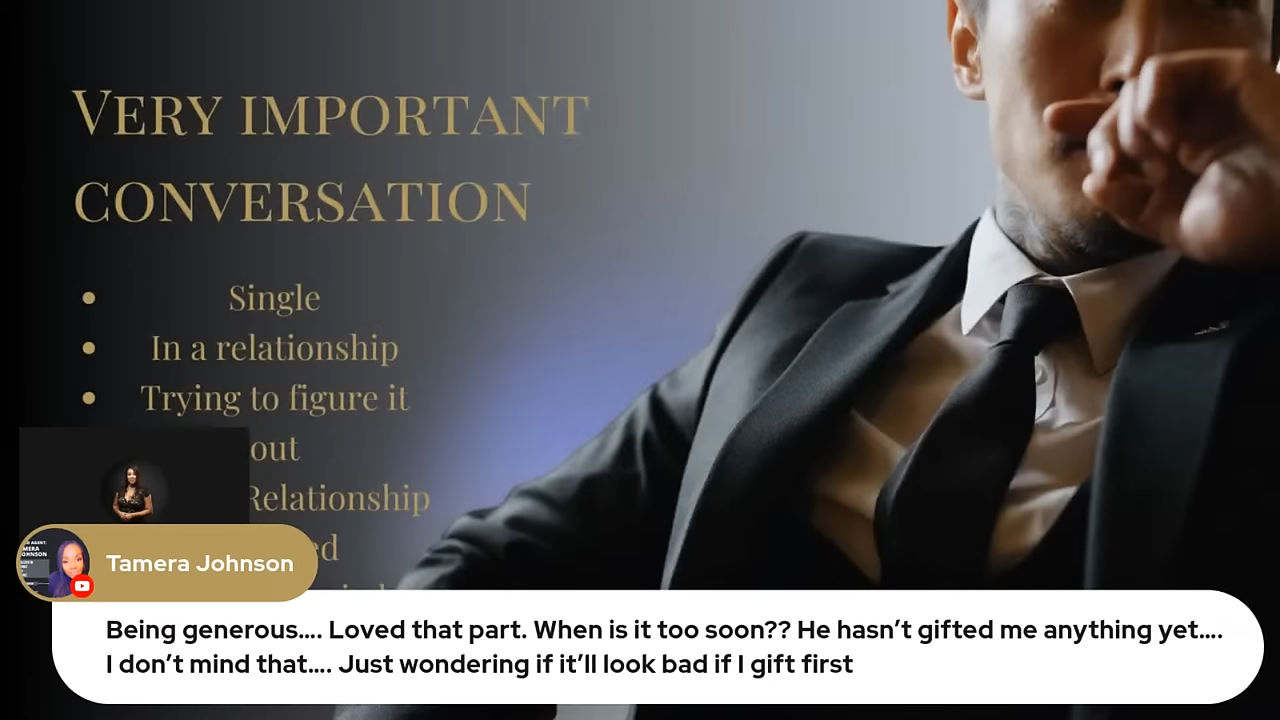 VERY IMPORTANT
CONVERSATION
• Single
• In a relationship
• Trying to figure it
out
Relationship
Tamera Johnson
Being generous.... Loved that part. When is it too soon?? He hasn’t gifted me anything yet....
I don’t mind that.... Just wondering if it’ll look bad if I gift first